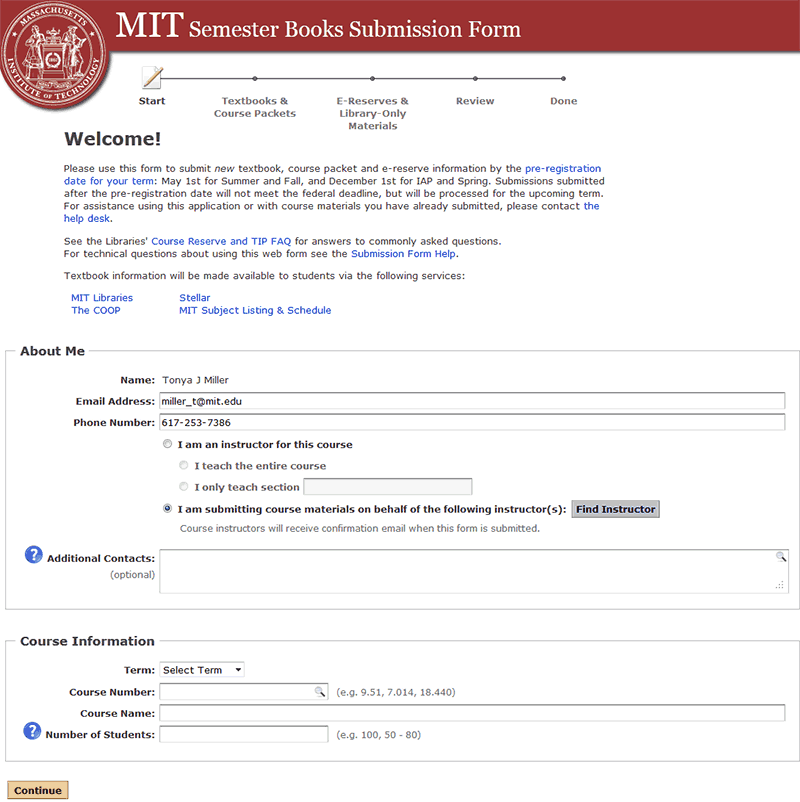 MASSACHUSETTS
INSTITUTE OF TECHNOLOGY
MIT Semester Books Submission Form
Start
Textbooks &
Course Packets
E-Reserves &
Library-Only
Materials
Review
Done
Welcome!
Please use this form to submit new textbook, course packet and e-reserve information by the pre-registration
date for your term: May 1st for Summer and Fall, and December 1st for IAP and Spring. Submissions submitted
after the pre-registration date will not meet the federal deadline, but will be processed for the upcoming term.
For assistance using this application or with course materials you have already submitted, please contact the
help desk.
See the Libraries' Course Reserve and TIP FAQ for answers to commonly asked questions.
For technical questions about using this web form see the Submission Form Help.
Textbook information will be made available to students via the following services:
MIT Libraries Stellar
The COOP MIT Subject Listing & Schedule
About Me
Name: Tonya J Miller
Email Address: miller_t@mit.edu
Phone Number: 617-253-7386
I am an instructor for this course
I teach the entire course
I only teach section
I am submitting course materials on behalf of the following instructor(s): Find Instructor
Course instructors will receive confirmation email when this form is submitted.
? Additional Contacts:
(optional)
Course Information
Term: Select Term
Course Number: (e.g. 9.51, 7.014, 18.440)
Course Name:
? Number of Students: (e.g. 100, 50 - 80)
Continue